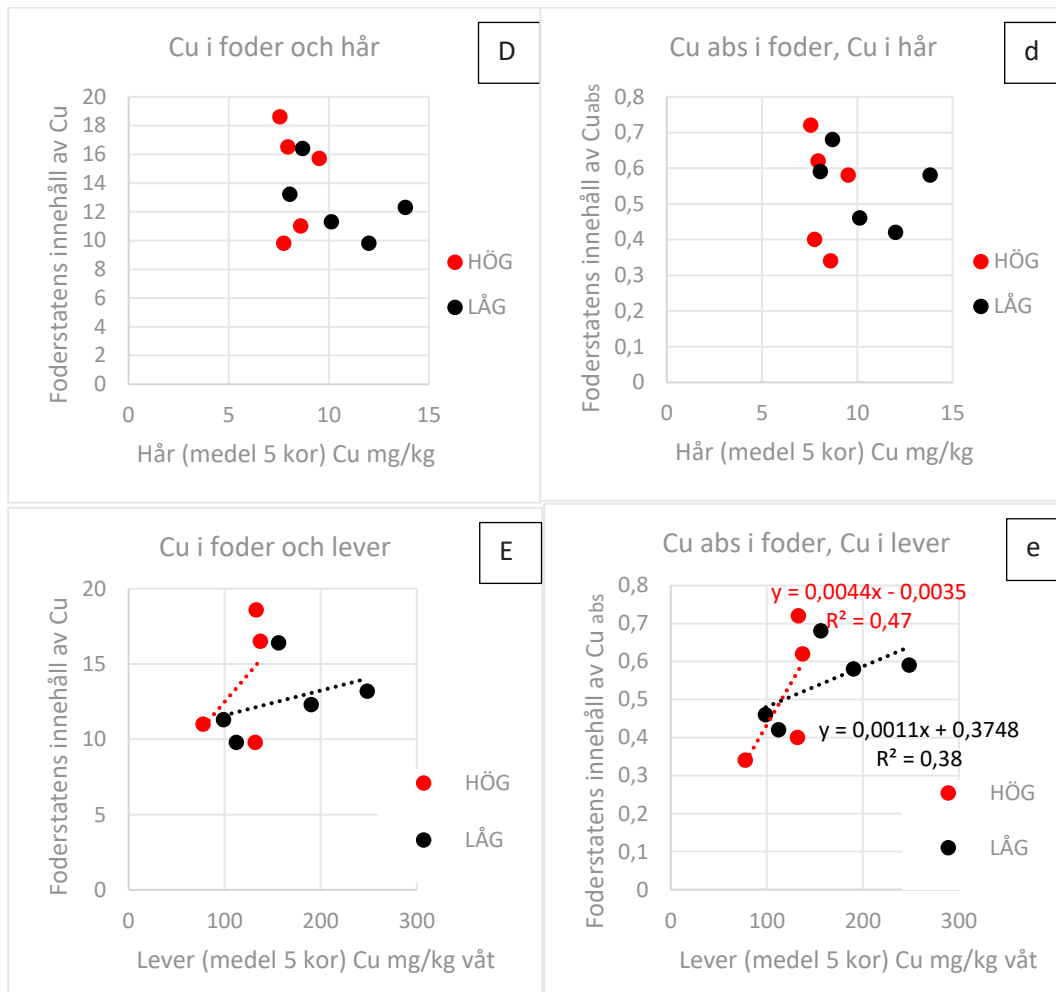 Cu i foder och hår
D
Foderstatens innehåll av Cu
20
18
16
14
12
10
8
6
4
2
0
0 5 10 15
Hår (medel 5 kor) Cu mg/kg
HÖG
LÅG
Cu abs i foder, Cu i hår
d
Foderstatens innehåll av Cu abs
0,8
0,7
0,6
0,5
0,4
0,3
0,2
0,1
0
0 5 10 15
Hår (medel 5 kor) Cu mg/kg
HÖG
LÅG
Cu i foder och lever
E
Foderstatens innehåll av Cu
20
15
10
5
0
0 100 200 300
Lever (medel 5 kor) Cu mg/kg våt
HÖG
LÅG
Cu abs i foder, Cu i lever
e
Foderstatens innehåll av Cu abs
0,8
0,7
0,6
0,5
0,4
0,3
0,2
0,1
0
y = 0,0044x - 0,0035
R² = 0,47
y = 0,0011x + 0,3748
R² = 0,38
HÖG
LÅG
0 100 200 300
Lever (medel 5 kor) Cu mg/kg våt